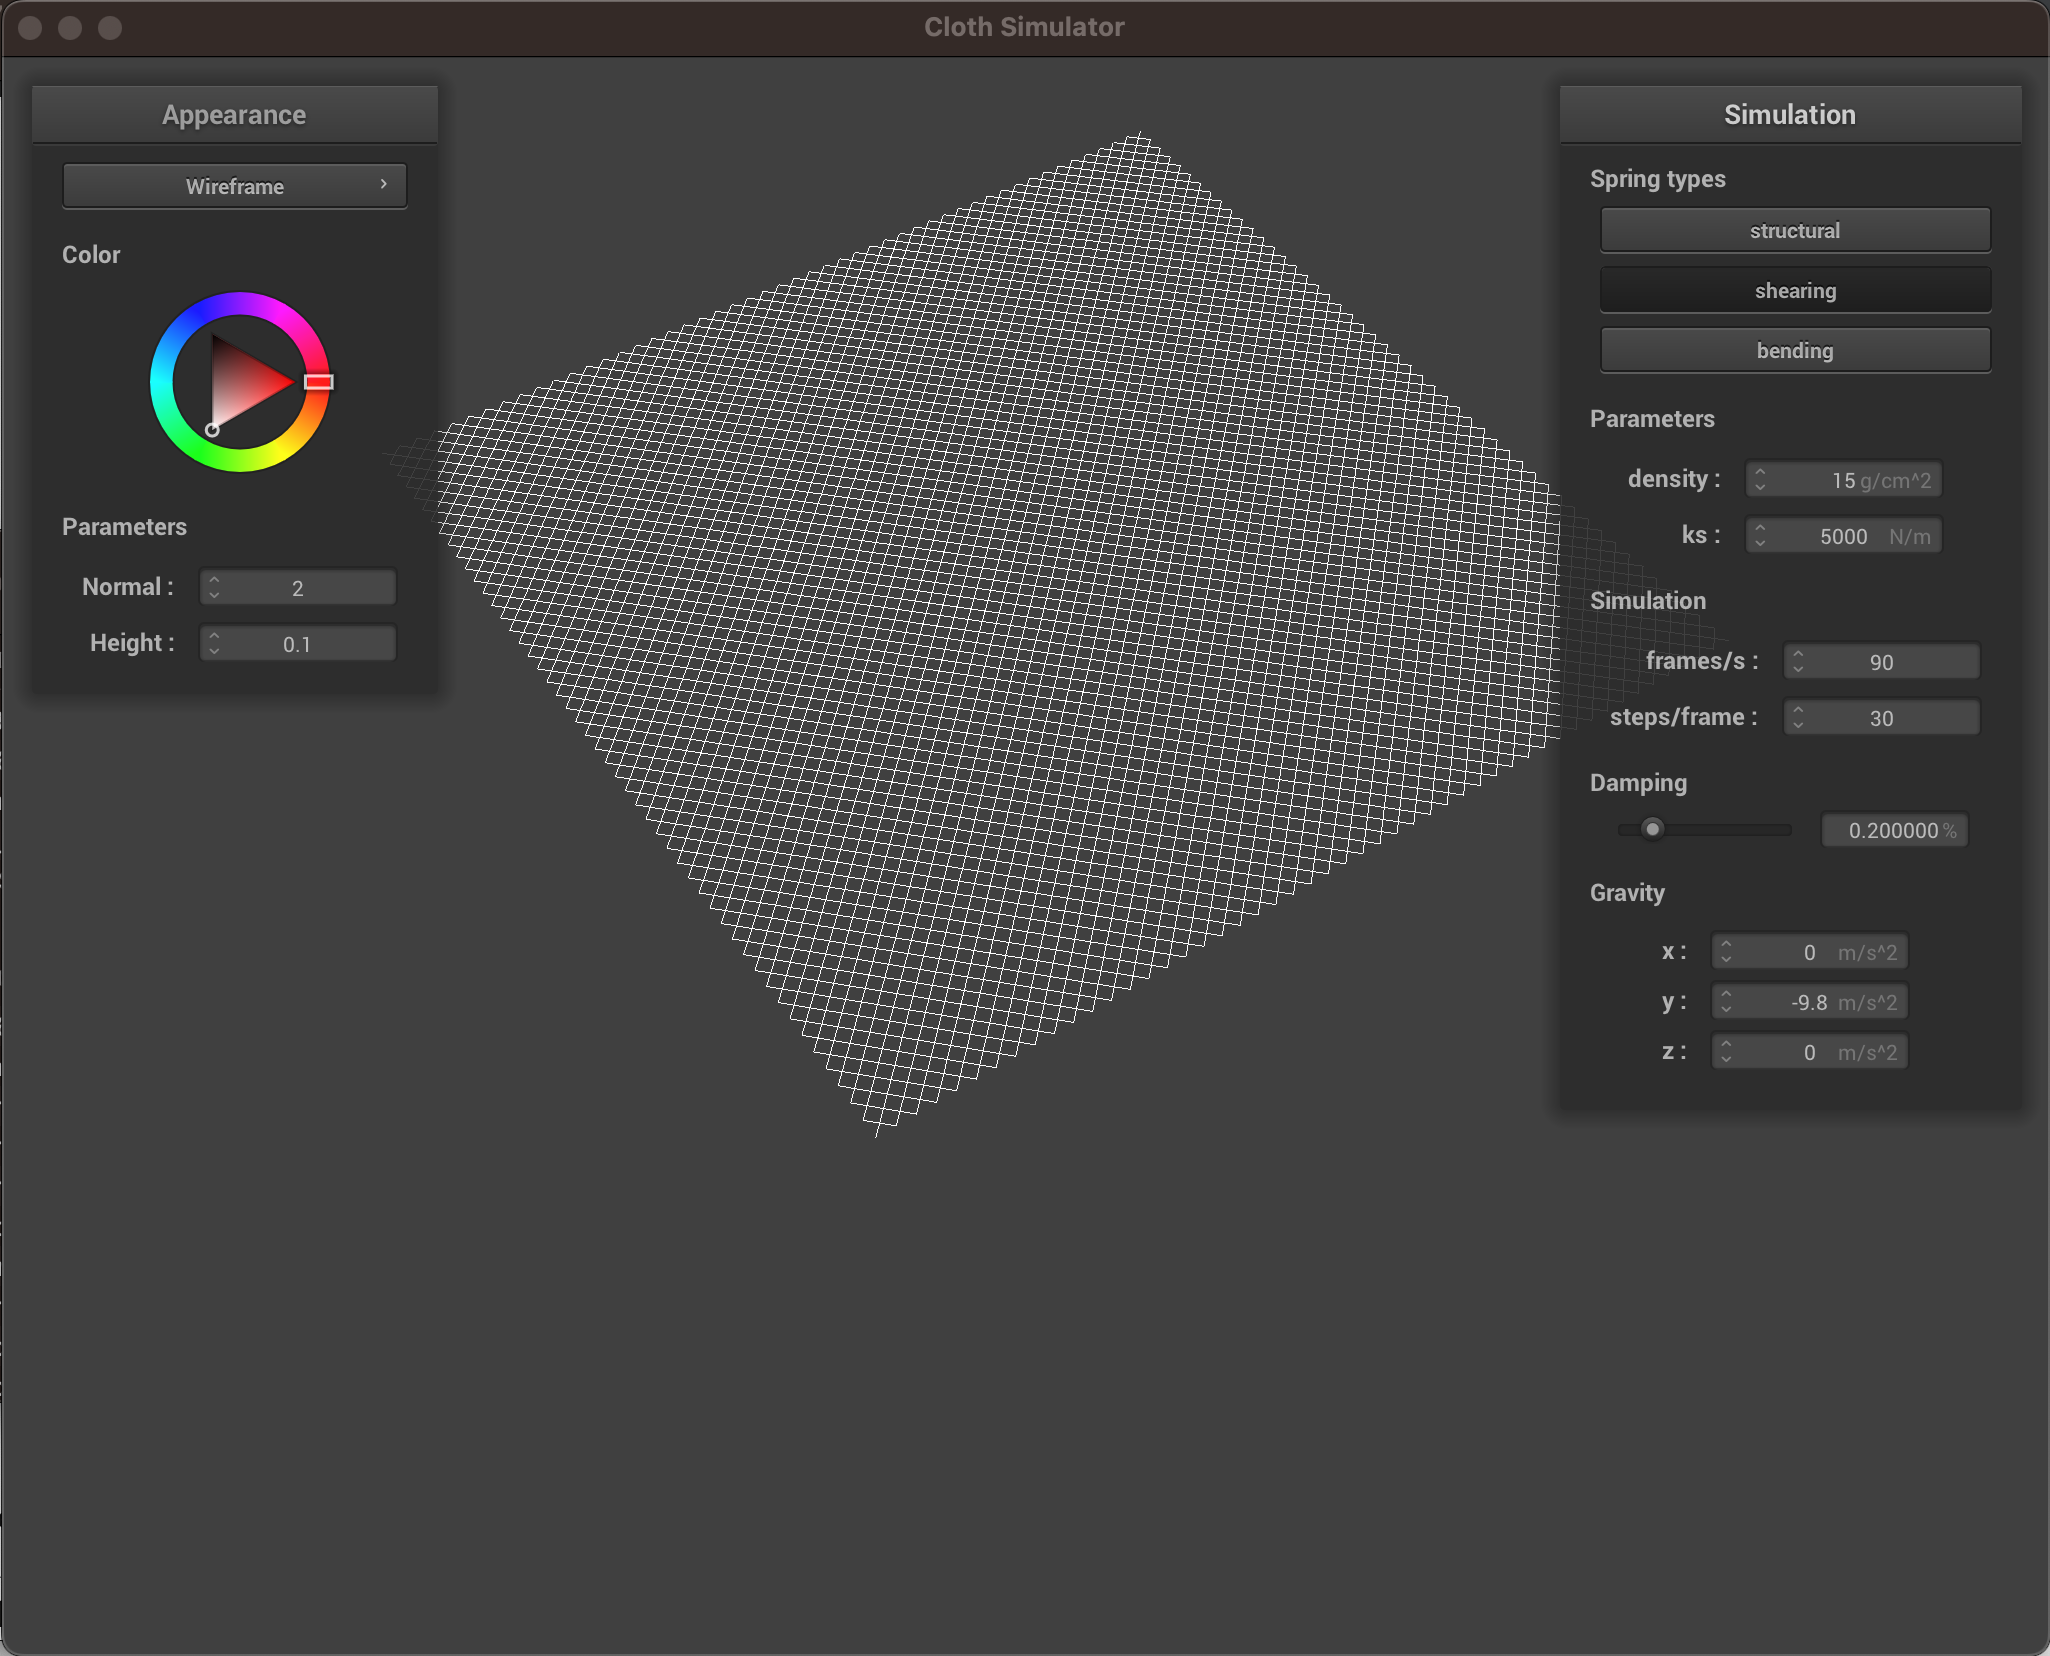 Cloth Simulator
Appearance
Wireframe
Color
Parameters
Normal : 2
Height : 0.1
Simulation
Spring types
structural
shearing
bending
Parameters
density : 15 g/cm^2
ks : 5000 N/m
Simulation
frames/s : 90
steps/frame : 30
Damping
0.200000 %
Gravity
x : 0 m/s^2
y : -9.8 m/s^2
z : 0 m/s^2